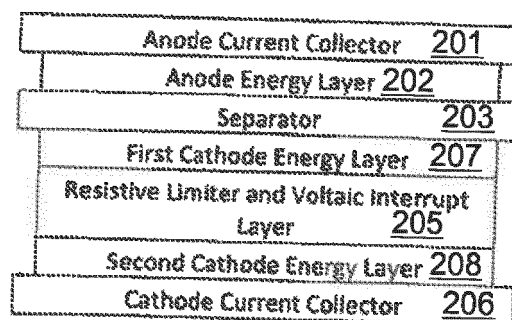 Anode Current Collector 201
Anode Energy Layer 202
Separator 203
First Cathode Energy Layer 207
Resistive Limiter and Voltaic Interrupt
Layer 205
Second Cathode Energy Layer 208
Cathode Current Collector 206